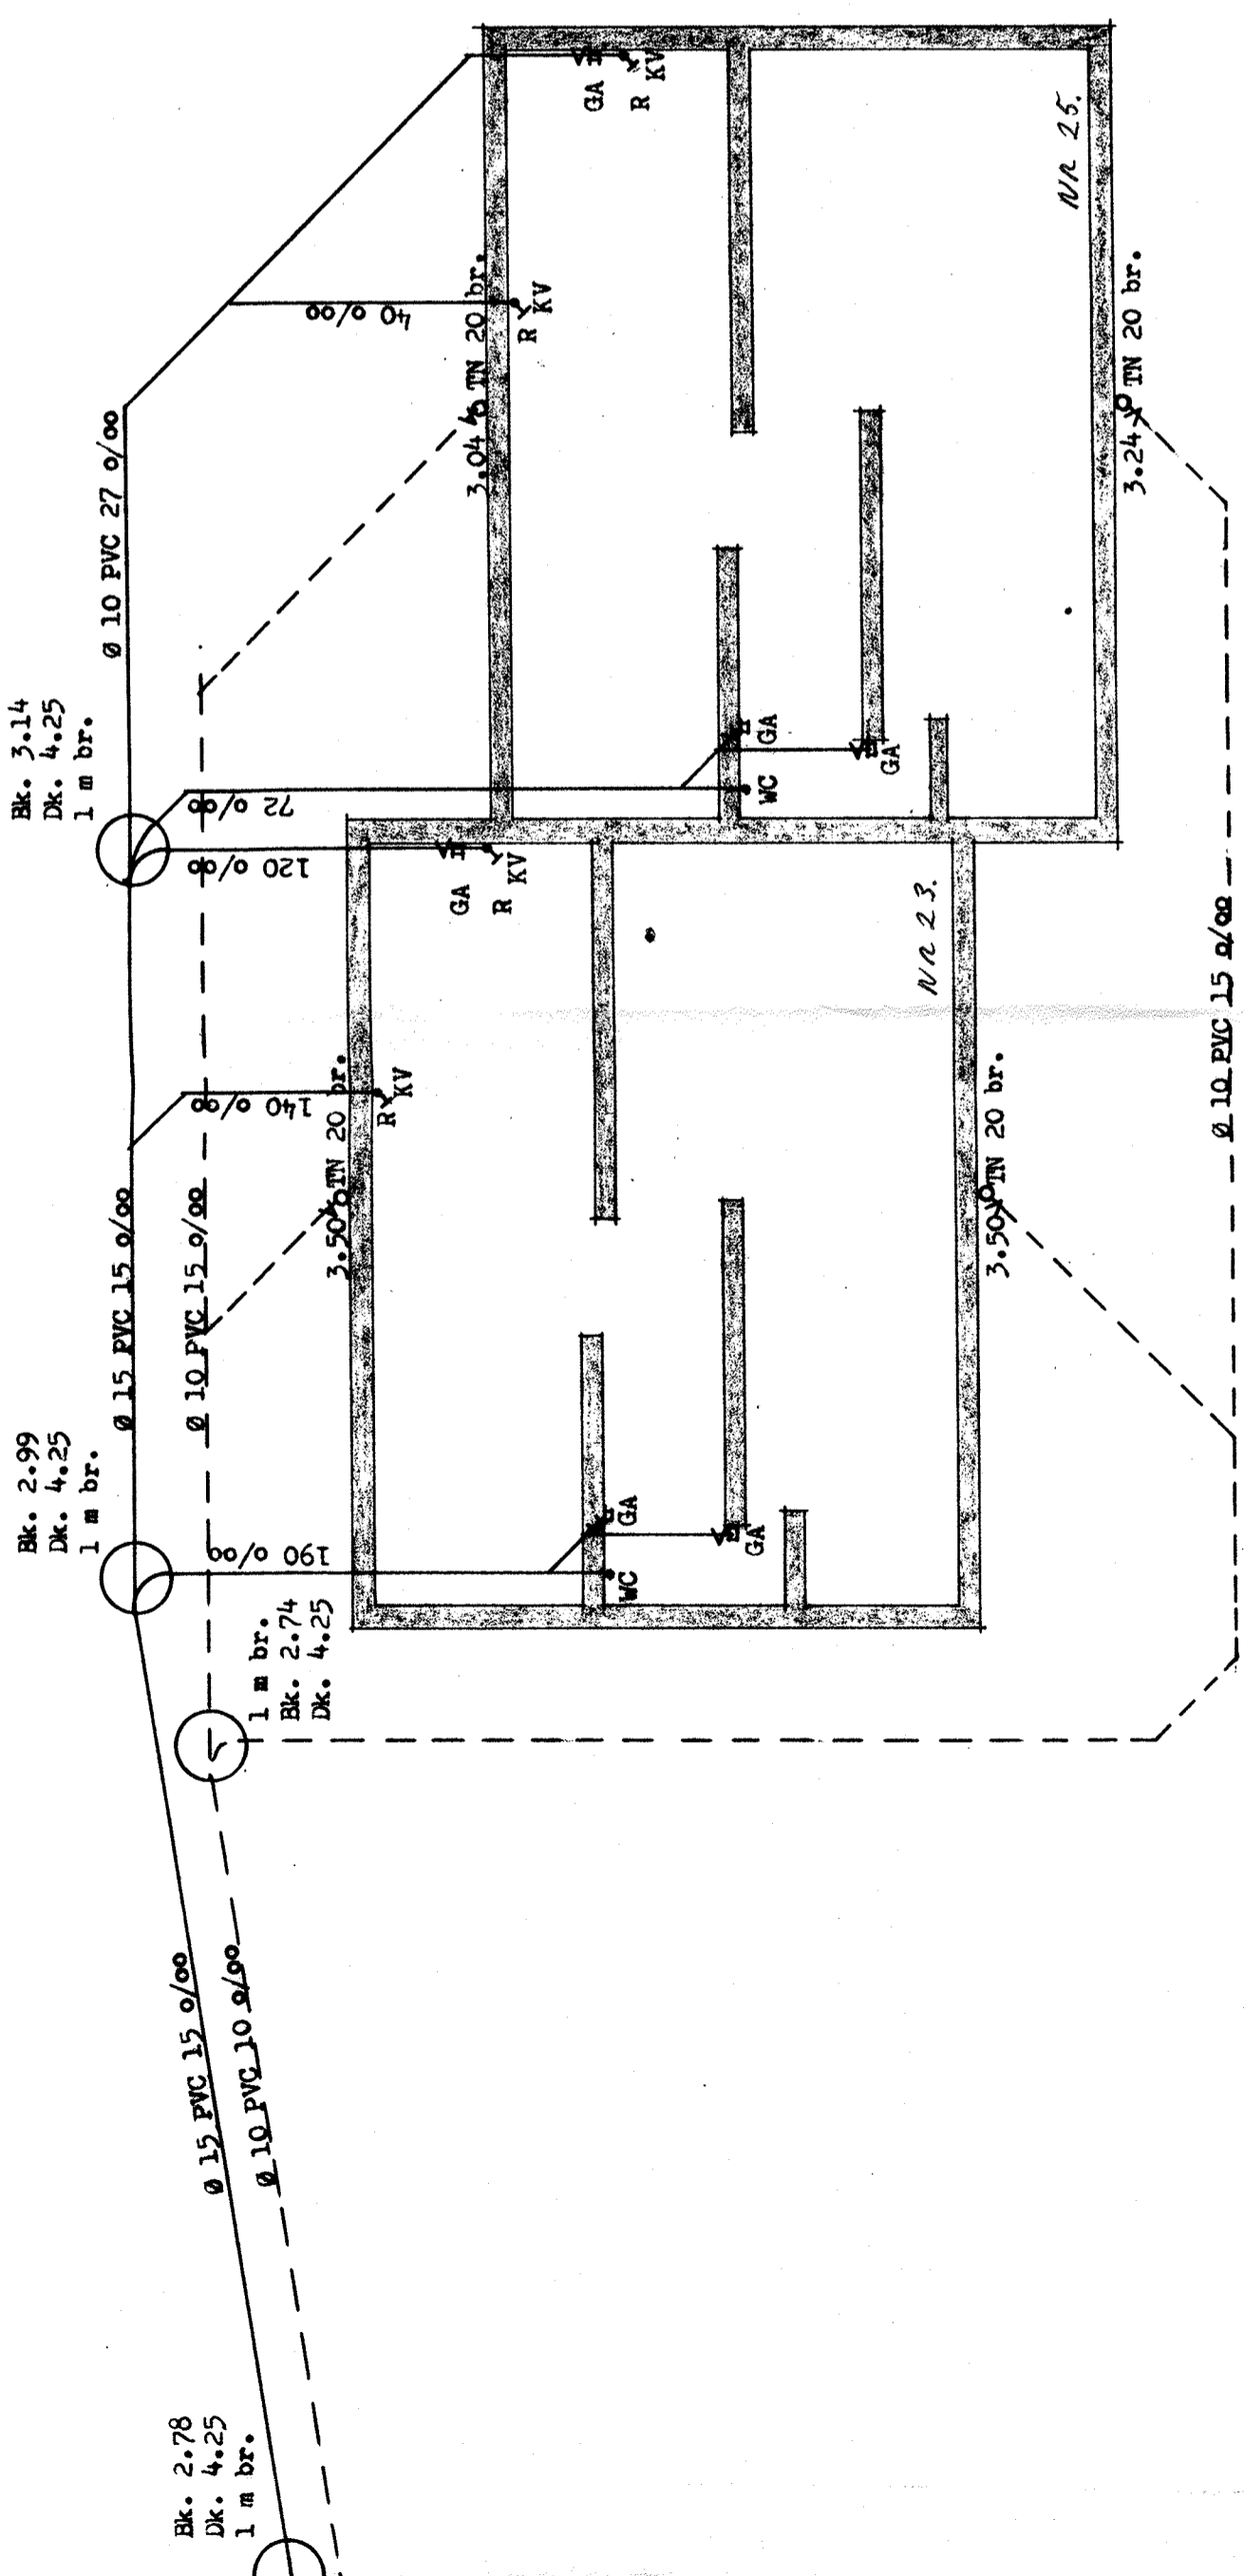 Bk. 3.14
Dk. 4.25
1 m br.
Ø 10 PVC 27 o/oo
40 o/oo
GA
R
KV
R
KV
3.04
TN 20 br.
72 o/oo
120 o/oo
GA
R
KV
WC
GA
GA
NR 25.
3.24
TN 20 br.
Bk. 2.99
Dk. 4.25
1 m br.
Ø 15 PVC 15 o/oo
Ø 10 PVC 15 o/oo
140 o/oo
R
KV
3.50
TN 20 br.
190 o/oo
WC
GA
GA
NR 23.
3.50
TN 20 br.
Ø 10 PVC 15 o/oo
1 m br.
Bk. 2.74
Dk. 4.25
Ø 15 PVC 15 o/oo
Ø 10 PVC 10 o/oo
Bk. 2.78
Dk. 4.25
1 m br.